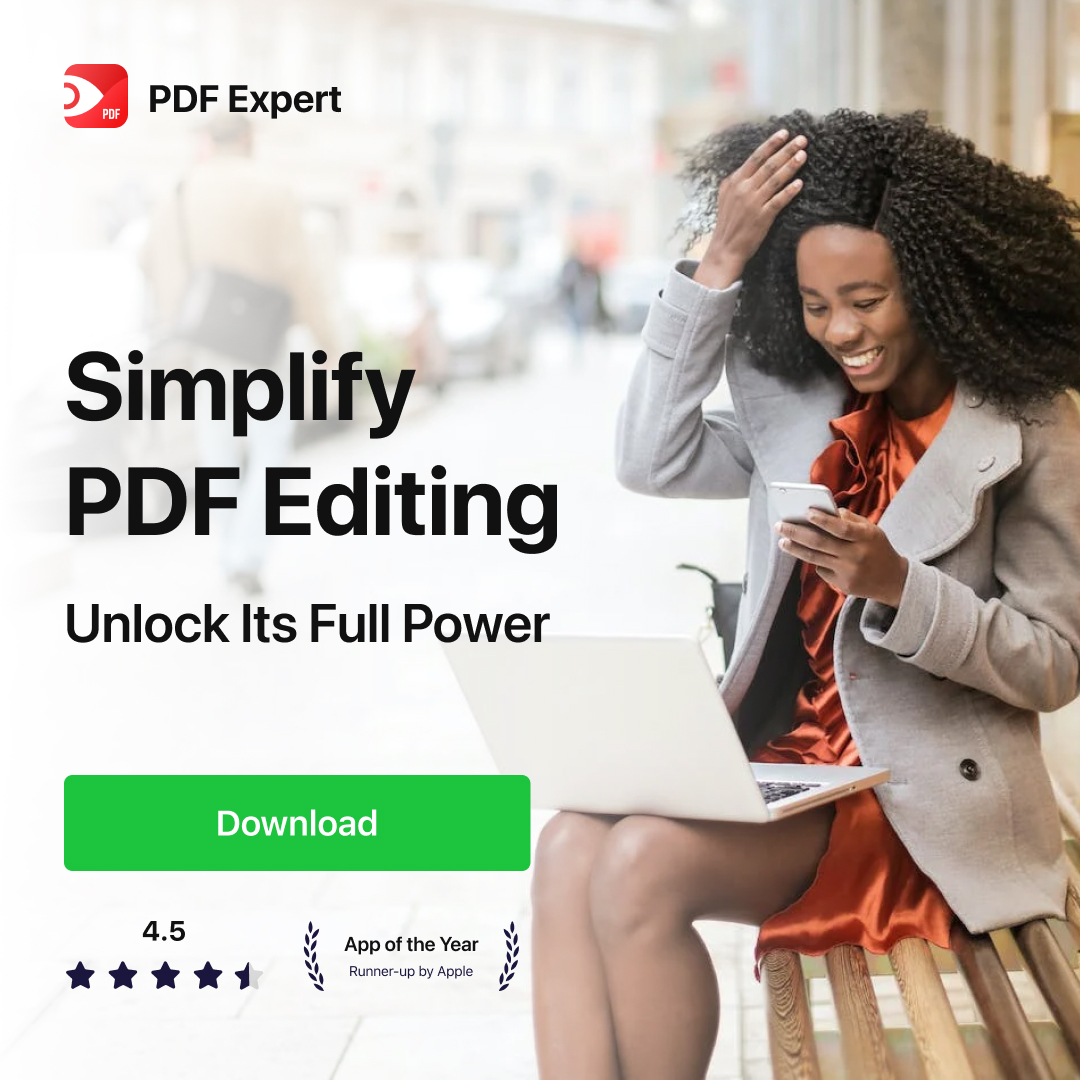 PDF
PDF Expert
Simplify
PDF Editing
Unlock Its Full Power
Download
4.5
App of the Year
Runner-up by Apple